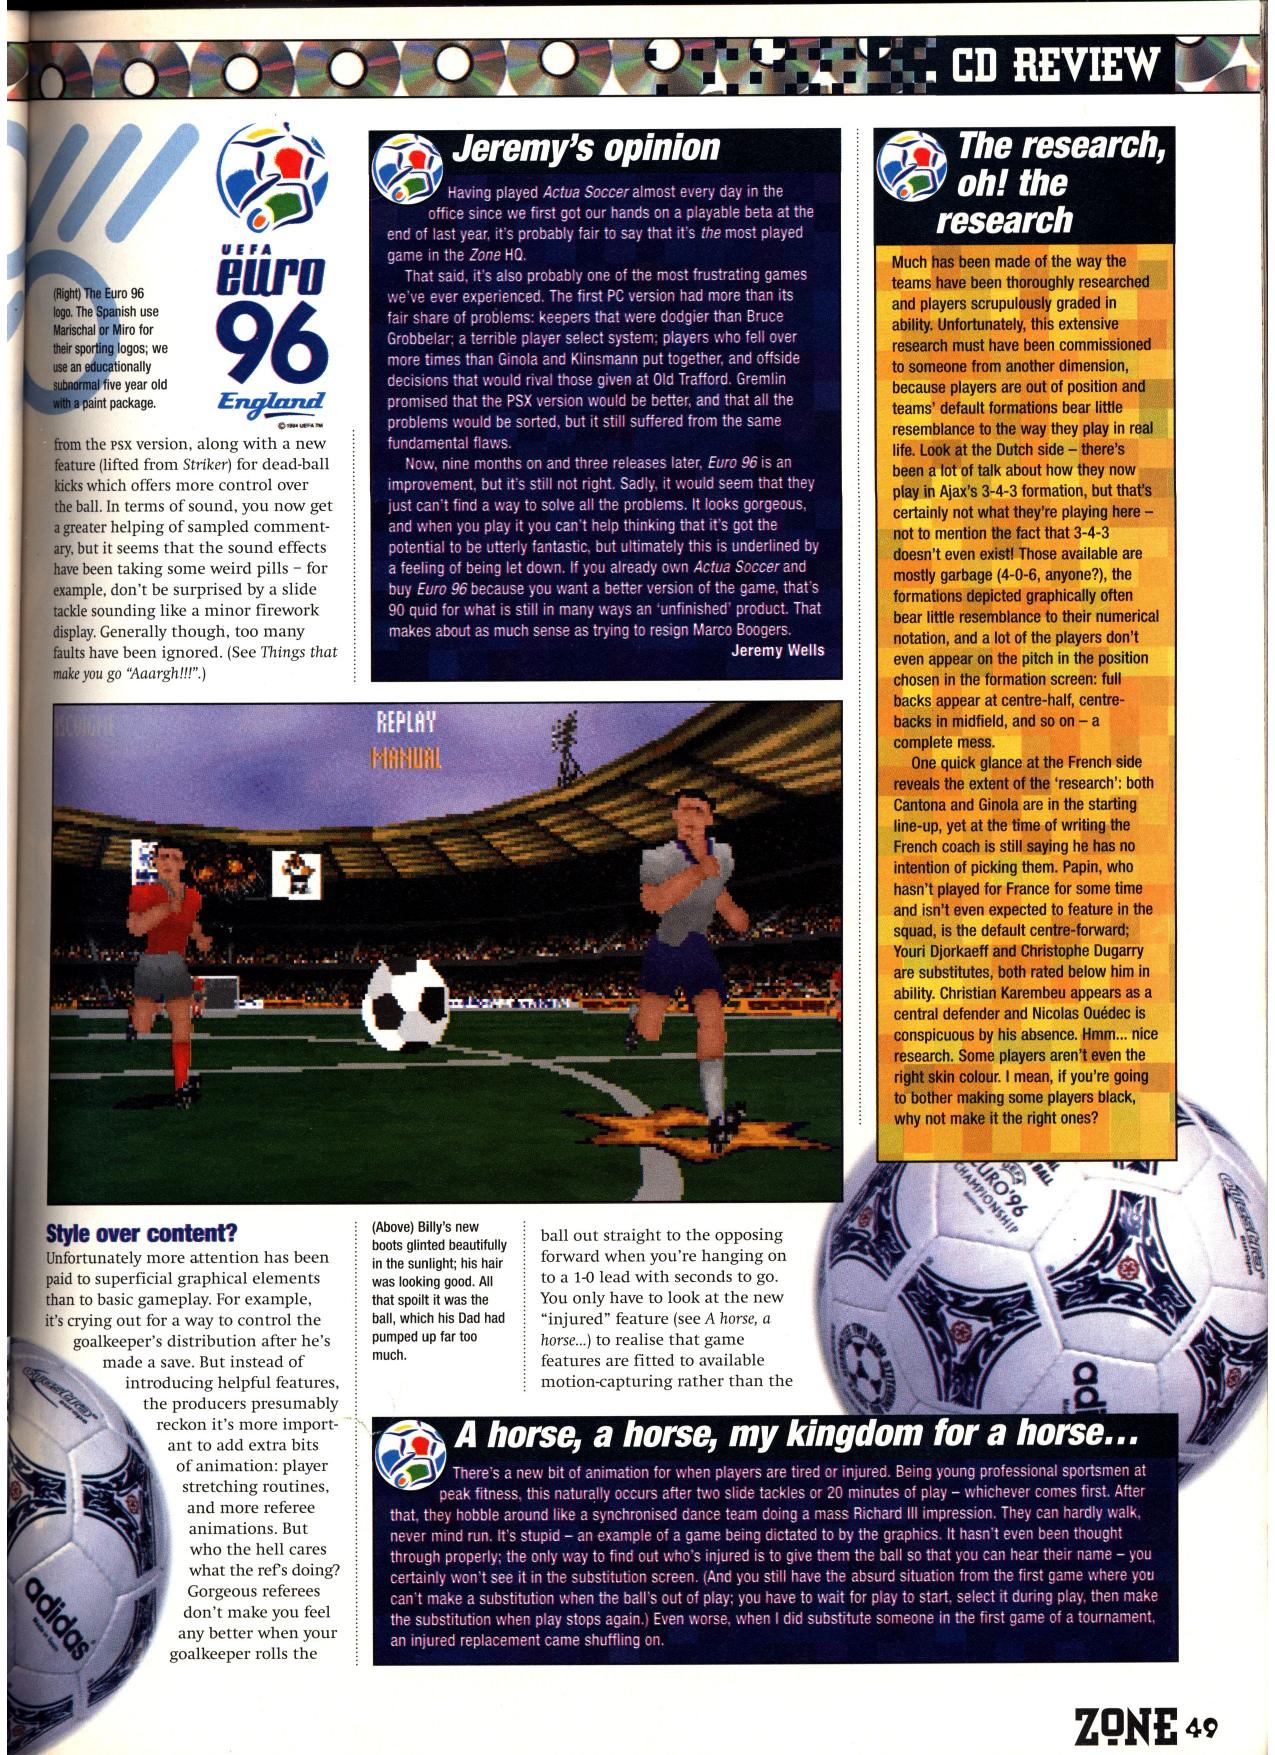 CD REVIEW
UEFA
euro
96
England
© 1994 UEFA TM
(Right) The Euro 96
logo. The Spanish use
Marischal or Miro for
their sporting logos; we
use an educationally
subnormal five year old
with a paint package.
from the PSX version, along with a new
feature (lifted from Striker) for dead-ball
kicks which offers more control over
the ball. In terms of sound, you now get
a greater helping of sampled comment-
ary, but it seems that the sound effects
have been taking some weird pills – for
example, don't be surprised by a slide
tackle sounding like a minor firework
display. Generally though, too many
faults have been ignored. (See Things that
make you go "Aaargh!!!".)
Jeremy's opinion
Having played Actua Soccer almost every day in the
office since we first got our hands on a playable beta at the
end of last year, it's probably fair to say that it's the most played
game in the Zone HQ.
That said, it's also probably one of the most frustrating games
we've ever experienced. The first PC version had more than its
fair share of problems: keepers that were dodgier than Bruce
Grobbelar; a terrible player select system; players who fell over
more times than Ginola and Klinsmann put together, and offside
decisions that would rival those given at Old Trafford. Gremlin
promised that the PSX version would be better, and that all the
problems would be sorted, but it still suffered from the same
fundamental flaws.
Now, nine months on and three releases later, Euro 96 is an
improvement, but it's still not right. Sadly, it would seem that they
just can't find a way to solve all the problems. It looks gorgeous,
and when you play it you can't help thinking that it's got the
potential to be utterly fantastic, but ultimately this is underlined by
a feeling of being let down. If you already own Actua Soccer and
buy Euro 96 because you want a better version of the game, that's
90 quid for what is still in many ways an 'unfinished' product. That
makes about as much sense as trying to resign Marco Boogers.
Jeremy Wells
The research,
oh! the
research
Much has been made of the way the
teams have been thoroughly researched
and players scrupulously graded in
ability. Unfortunately, this extensive
research must have been commissioned
to someone from another dimension,
because players are out of position and
teams' default formations bear little
resemblance to the way they play in real
life. Look at the Dutch side – there's
been a lot of talk about how they now
play in Ajax's 3-4-3 formation, but that's
certainly not what they're playing here –
not to mention the fact that 3-4-3
doesn't even exist! Those available are
mostly garbage (4-0-6, anyone?), the
formations depicted graphically often
bear little resemblance to their numerical
notation, and a lot of the players don't
even appear on the pitch in the position
chosen in the formation screen: full
backs appear at centre-half, centre-
backs in midfield, and so on – a
complete mess.
One quick glance at the French side
reveals the extent of the 'research': both
Cantona and Ginola are in the starting
line-up, yet at the time of writing the
French coach is still saying he has no
intention of picking them. Papin, who
hasn't played for France for some time
and isn't even expected to feature in the
squad, is the default centre-forward;
Youri Djorkaeff and Christophe Dugarry
are substitutes, both rated below him in
ability. Christian Karembeu appears as a
central defender and Nicolas Ouédec is
conspicuous by his absence. Hmm... nice
research. Some players aren't even the
right skin colour. I mean, if you're going
to bother making some players black,
why not make it the right ones?
REPLAY
MANUAL
Style over content?
Unfortunately more attention has been
paid to superficial graphical elements
than to basic gameplay. For example,
it's crying out for a way to control the
goalkeeper's distribution after he's
made a save. But instead of
introducing helpful features,
the producers presumably
reckon it's more import-
ant to add extra bits
of animation: player
stretching routines,
and more referee
animations. But
who the hell cares
what the ref's doing?
Gorgeous referees
don't make you feel
any better when your
goalkeeper rolls the
(Above) Billy's new
boots glinted beautifully
in the sunlight; his hair
was looking good. All
that spoilt it was the
ball, which his Dad had
pumped up far too
much.
ball out straight to the opposing
forward when you're hanging on
to a 1-0 lead with seconds to go.
You only have to look at the new
"injured" feature (see A horse, a
horse...) to realise that game
features are fitted to available
motion-capturing rather than the
EURO'96
CHAMPIONSHIP
adidas
A horse, a horse, my kingdom for a horse...
There's a new bit of animation for when players are tired or injured. Being young professional sportsmen at
peak fitness, this naturally occurs after two slide tackles or 20 minutes of play – whichever comes first. After
that, they hobble around like a synchronised dance team doing a mass Richard III impression. They can hardly walk,
never mind run. It's stupid – an example of a game being dictated to by the graphics. It hasn't even been thought
through properly; the only way to find out who's injured is to give them the ball so that you can hear their name – you
certainly won't see it in the substitution screen. (And you still have the absurd situation from the first game where you
can't make a substitution when the ball's out of play; you have to wait for play to start, select it during play, then make
the substitution when play stops again.) Even worse, when I did substitute someone in the first game of a tournament,
an injured replacement came shuffling on.
ZONE 49